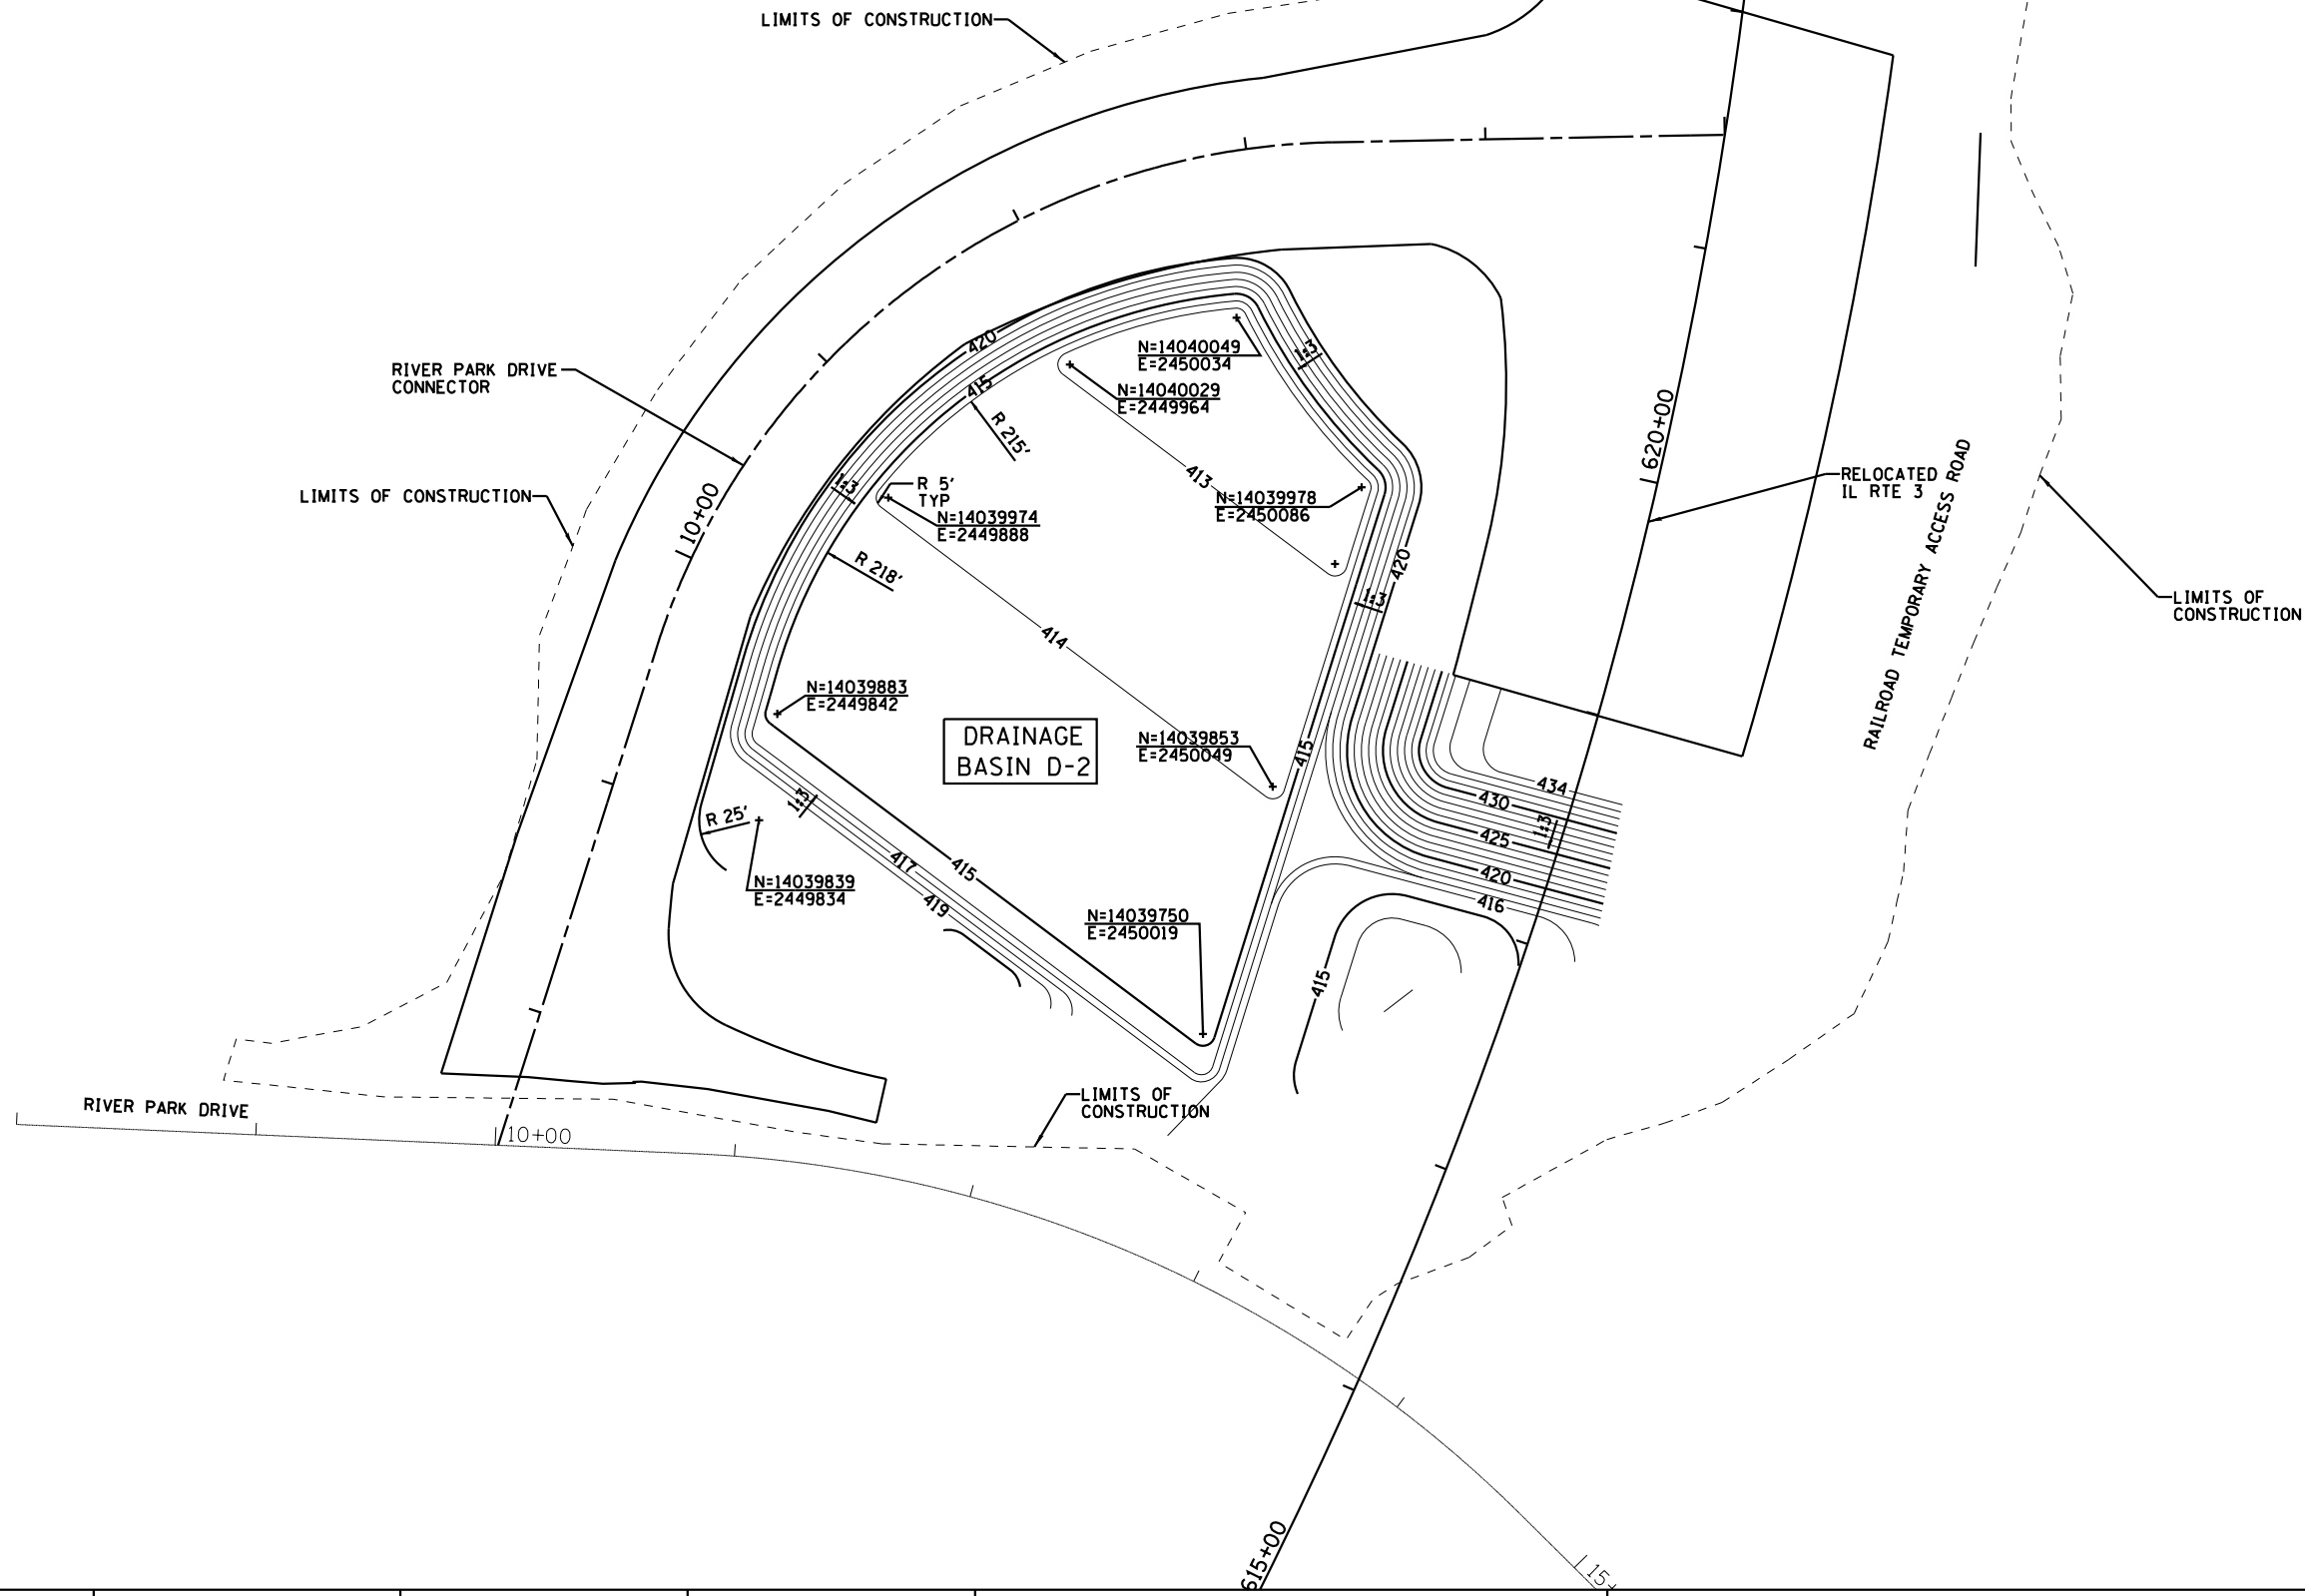 LIMITS OF CONSTRUCTION
RIVER PARK DRIVE
CONNECTOR
LIMITS OF CONSTRUCTION
10+00
420
415
R 215'
1:3
N=14040049
E=2450034
N=14040029
E=2449964
1:3
413
R 5'
TYP
N=14039974
E=2449888
N=14039978
E=2450086
R 218'
414
420
1:3
620+00
RELOCATED
IL RTE 3
RAILROAD TEMPORARY ACCESS ROAD
LIMITS OF
CONSTRUCTION
N=14039883
E=2449842
DRAINAGE
BASIN D-2
N=14039853
E=2450049
415
434
430
425
420
416
1:3
1:3
R 25'
417
415
419
N=14039839
E=2449834
N=14039750
E=2450019
415
LIMITS OF
CONSTRUCTION
RIVER PARK DRIVE
10+00
615+00
15+